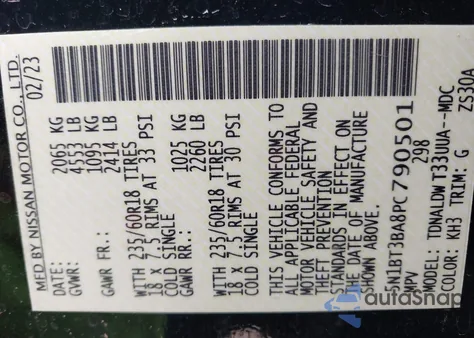 MFD BY NISSAN MOTOR CO., LTD.
DATE: 02/23
GVWR: 2065 KG
4553 LB
GAWR FR.: 1095 KG
2414 LB
WITH 235/60R18 TIRES
18 x 7.5 RIMS AT 33 PSI
COLD SINGLE
GAWR RR.: 1025 KG
2260 LB
WITH 235/60R18 TIRES
18 x 7.5 RIMS AT 30 PSI
COLD SINGLE
THIS VEHICLE CONFORMS TO
ALL APPLICABLE FEDERAL
MOTOR VEHICLE SAFETY AND
THEFT PREVENTION
STANDARDS IN EFFECT ON
THE DATE OF MANUFACTURE
SHOWN ABOVE.
5N1BT3BA8PC790501
MPV 298
MODEL: TDNALDW T33UUA--MDC
COLOR: KH3 TRIM: G ZS30A
autoSnap